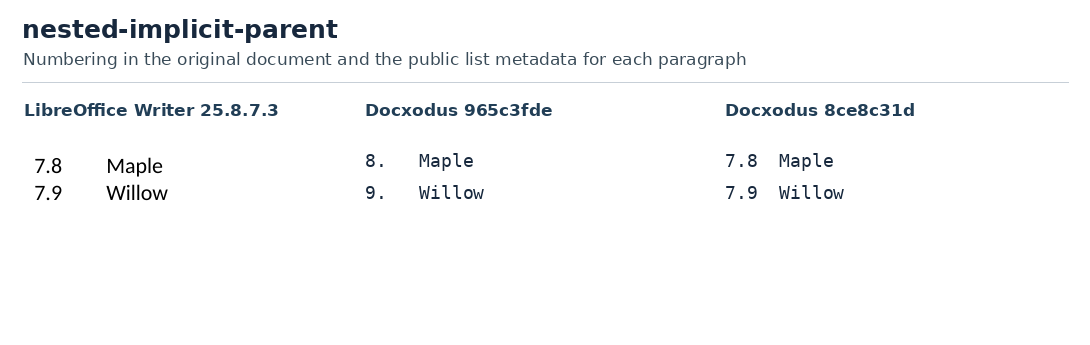 nested-implicit-parent
Numbering in the original document and the public list metadata for each paragraph
LibreOffice Writer 25.8.7.3
7.8 Maple
7.9 Willow
Docxodus 965c3fde
8. Maple
9. Willow
Docxodus 8ce8c31d
7.8 Maple
7.9 Willow